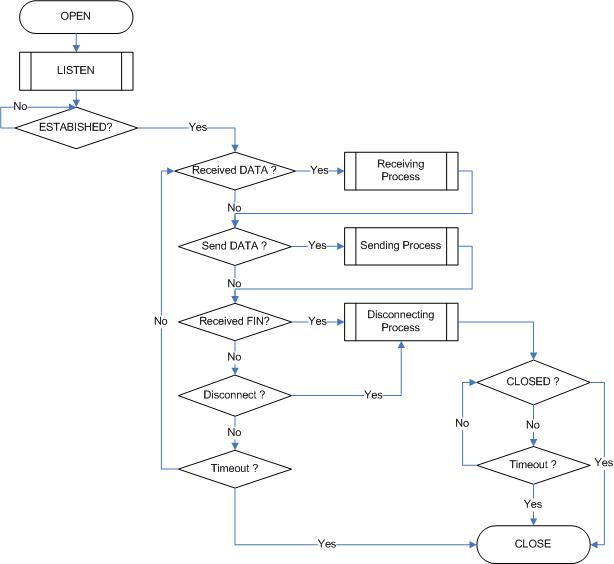 OPEN
LISTEN
No
ESTABISHED?
Yes
Received DATA ?
Yes
Receiving
Process
No
Send DATA ?
Yes
Sending Process
No
Received FIN?
Yes
Disconnecting
Process
No
No
Disconnect ?
Yes
CLOSED ?
No
No
No
Timeout ?
Timeout ?
Yes
Yes
Yes
CLOSE